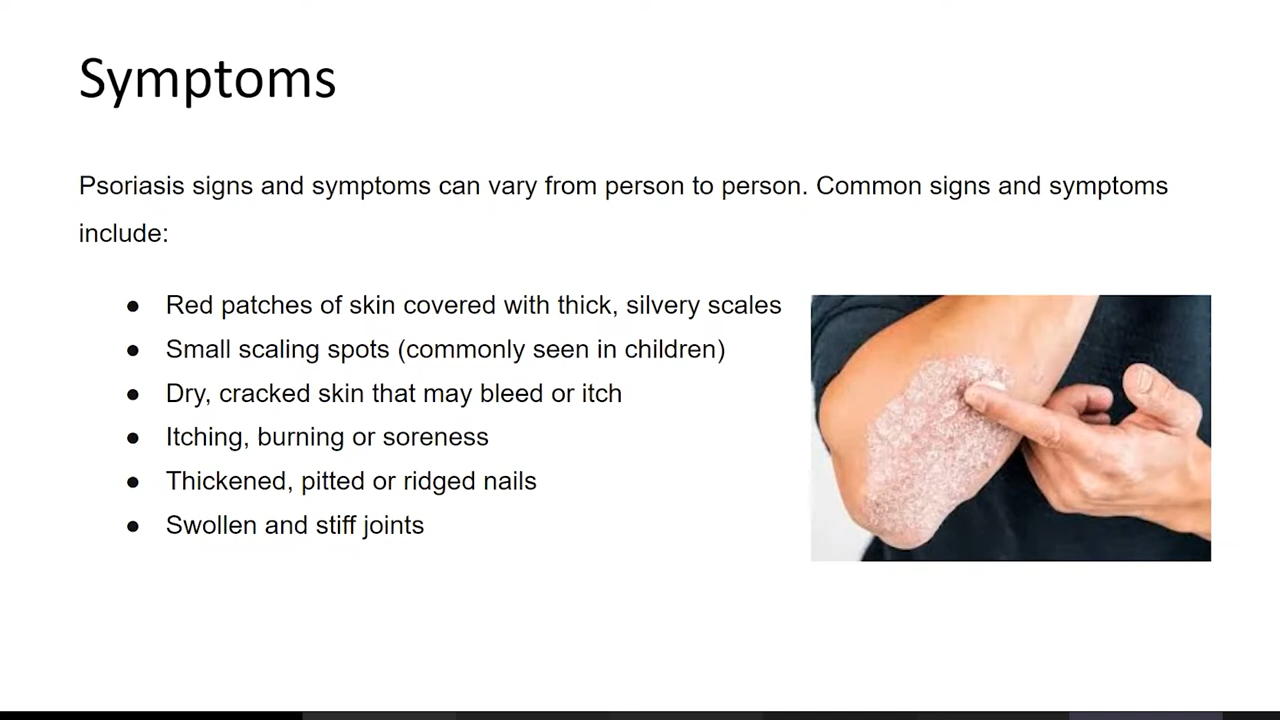 Symptoms
Psoriasis signs and symptoms can vary from person to person. Common signs and symptoms
include:
● Red patches of skin covered with thick, silvery scales
● Small scaling spots (commonly seen in children)
● Dry, cracked skin that may bleed or itch
● Itching, burning or soreness
● Thickened, pitted or ridged nails
● Swollen and stiff joints